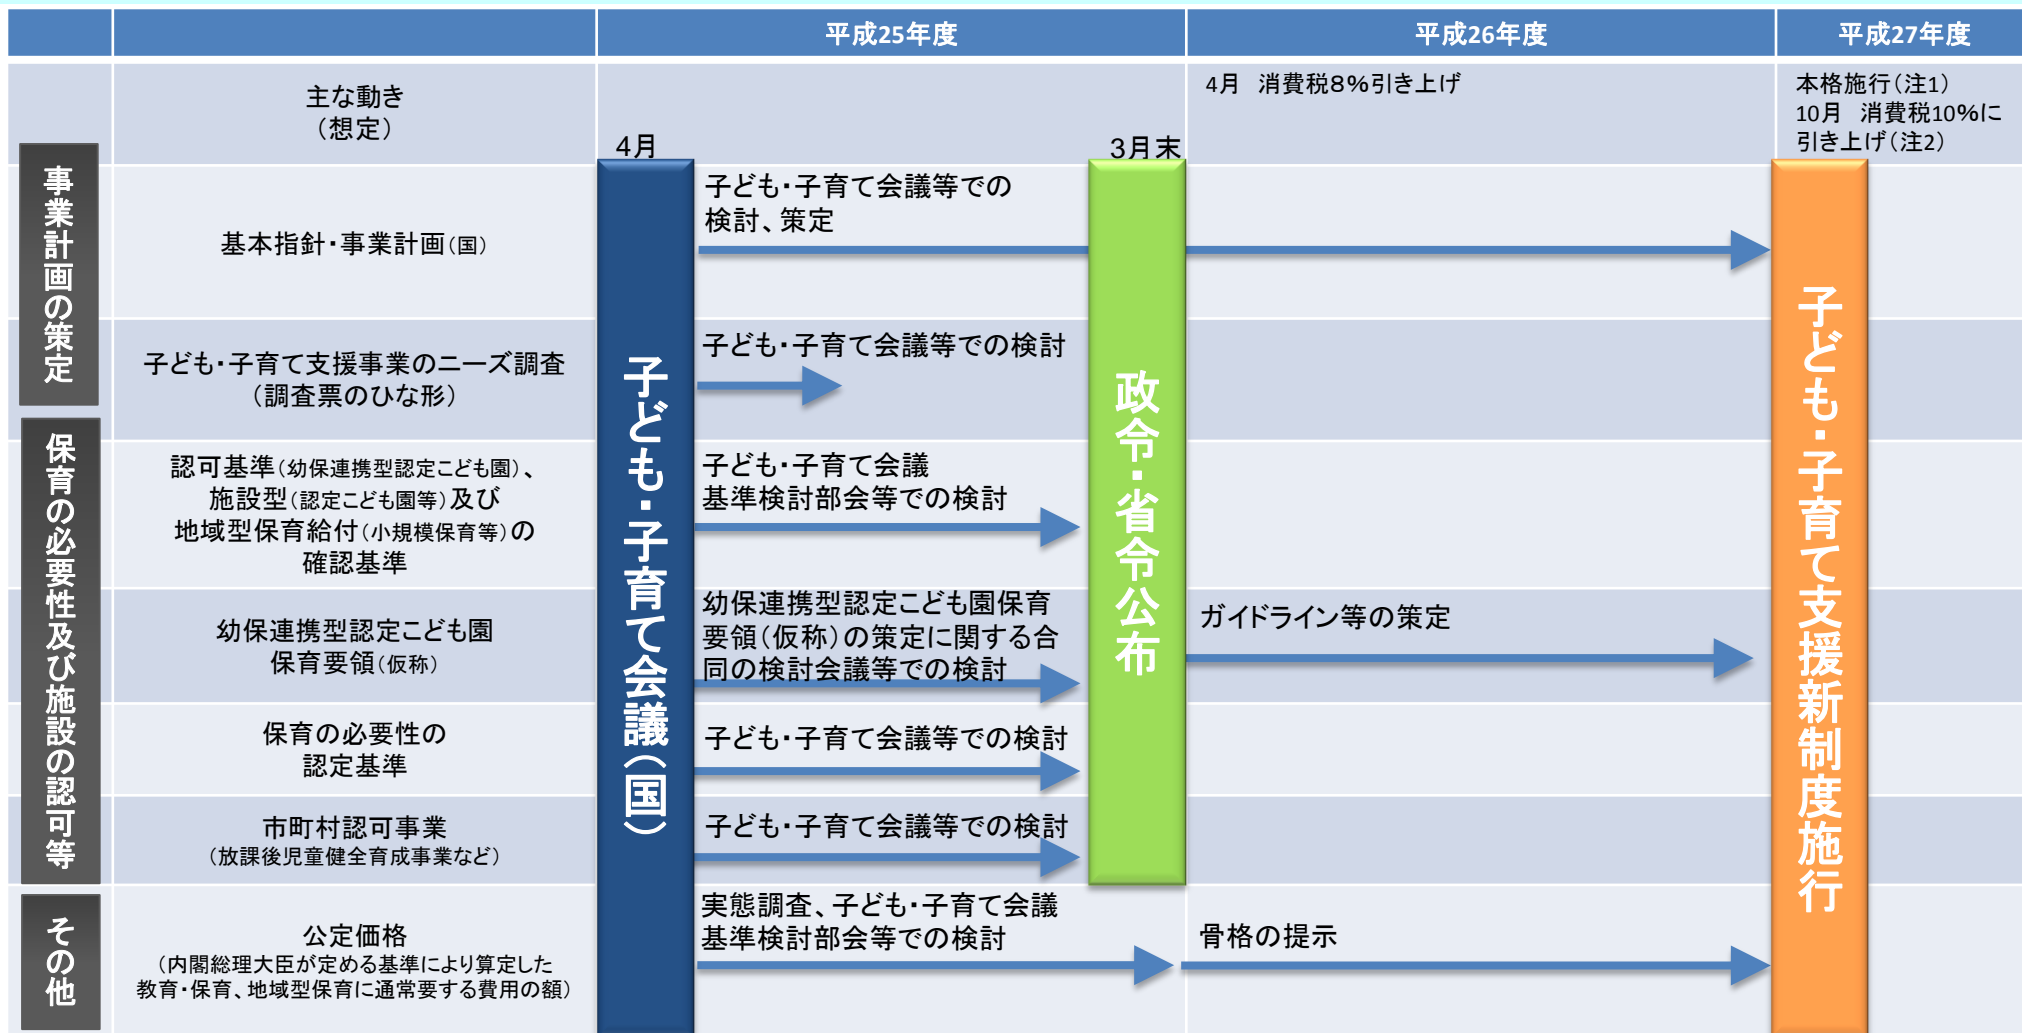 平成25年度
平成26年度
平成27年度
主な動き
（想定）
4月　消費税８％引き上げ
本格施行（注1）
10月　消費税10％に
引き上げ（注2）
4月
3月末
事業計画の策定
基本指針・事業計画（国）
子ども・子育て会議等での
検討、策定
子ども・子育て支援事業のニーズ調査
（調査票のひな形）
子ども・子育て会議等での検討
保育の必要性及び施設の認可等
認可基準（幼保連携型認定こども園）、
施設型（認定こども園等）及び
地域型保育給付（小規模保育等）の
確認基準
子ども・子育て会議
基準検討部会等での検討
幼保連携型認定こども園
保育要領（仮称）
幼保連携型認定こども園保育
要領（仮称）の策定に関する合
同の検討会議等での検討
ガイドライン等の策定
保育の必要性の
認定基準
子ども・子育て会議等での検討
市町村認可事業
（放課後児童健全育成事業など）
子ども・子育て会議等での検討
その他
公定価格
（内閣総理大臣が定める基準により算定した
教育・保育、地域型保育に通常要する費用の額）
実態調査、子ども・子育て会議
基準検討部会等での検討
骨格の提示
子ども・子育て会議（国）
政令・省令公布
子ども・子育て支援新制度施行